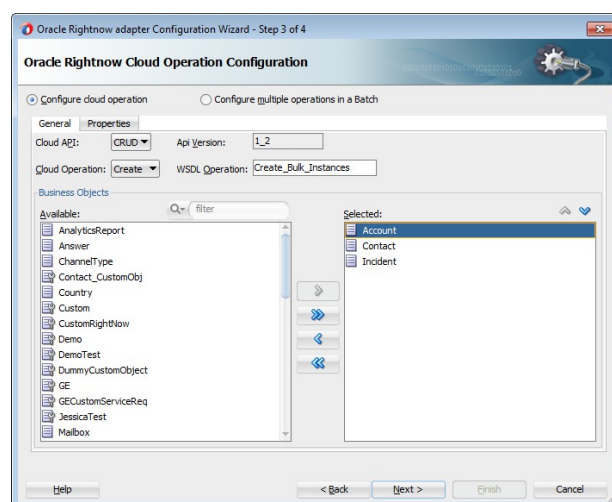 Oracle Rightnow adapter Configuration Wizard - Step 3 of 4
Oracle Rightnow Cloud Operation Configuration
Configure cloud operation Configure multiple operations in a Batch
General Properties
Cloud API: CRUD Api Version: 1_2
Cloud Operation: Create WSDL Operation: Create_Bulk_Instances
Business Objects
Available: filter Selected:
AnalyticsReport Account
Answer Contact
ChannelType Incident
Contact_CustomObj
Country
Custom
CustomRightNow
Demo
DemoTest
DummyCustomObject
GE
GECustomServiceReq
JessicaTest
Mailbox
Help < Back Next > Finish Cancel